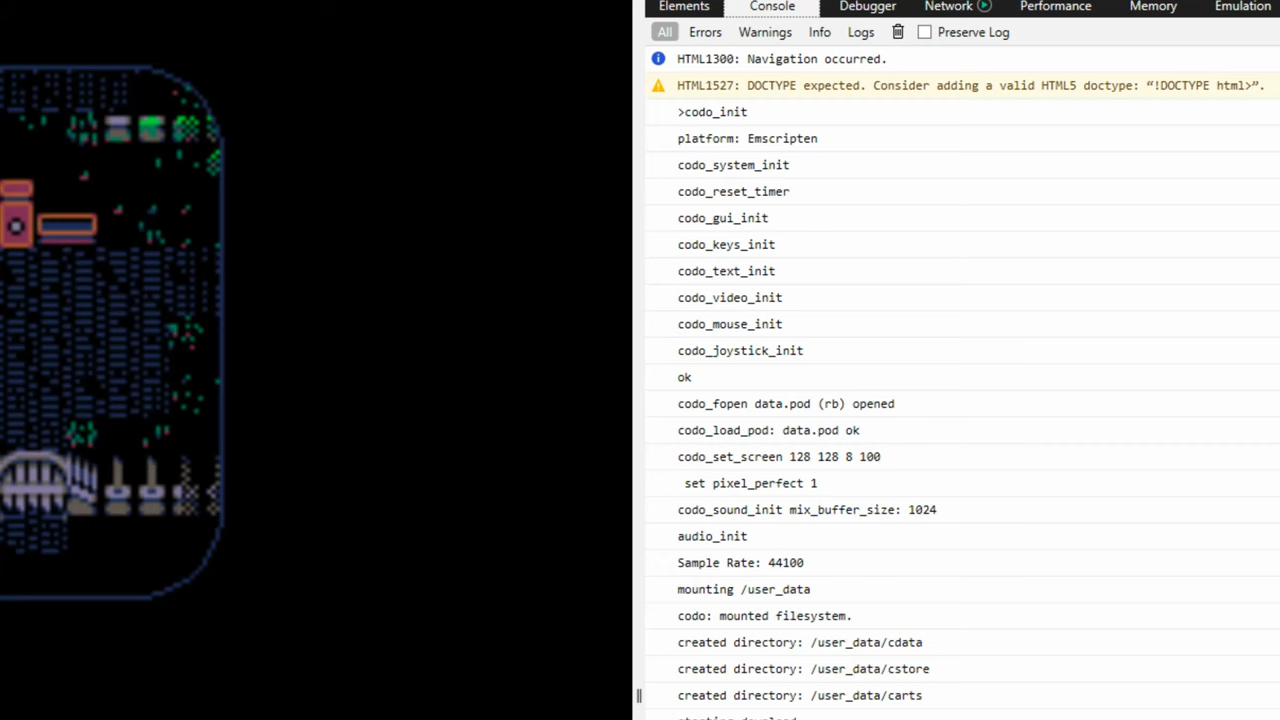 Elements Console Debugger Network Performance Memory Emulation
All Errors Warnings Info Logs Preserve Log
HTML1300: Navigation occurred.
HTML1527: DOCTYPE expected. Consider adding a valid HTML5 doctype: “!DOCTYPE html>”.
>codo_init
platform: Emscripten
codo_system_init
codo_reset_timer
codo_gui_init
codo_keys_init
codo_text_init
codo_video_init
codo_mouse_init
codo_joystick_init
ok
codo_fopen data.pod (rb) opened
codo_load_pod: data.pod ok
codo_set_screen 128 128 8 100
set pixel_perfect 1
codo_sound_init mix_buffer_size: 1024
audio_init
Sample Rate: 44100
mounting /user_data
codo: mounted filesystem.
created directory: /user_data/cdata
created directory: /user_data/cstore
created directory: /user_data/carts